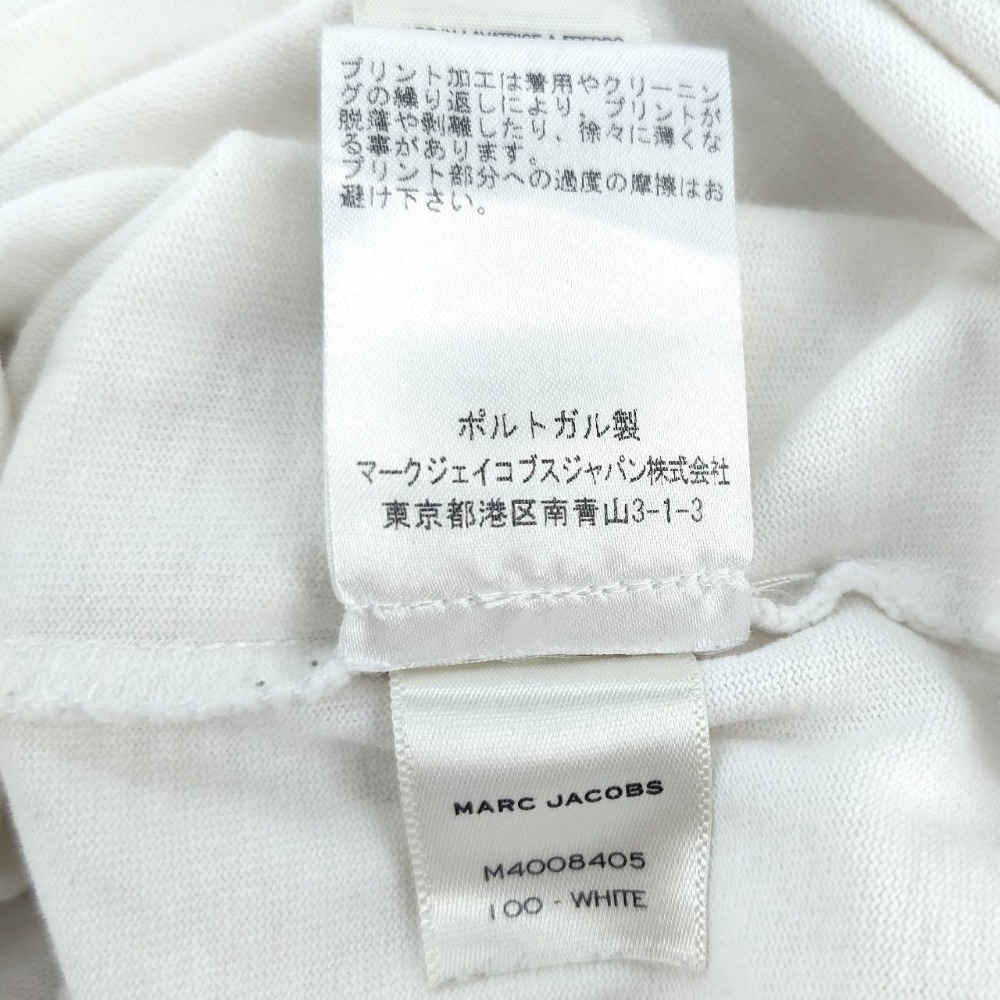 プリント加工は着用やクリーニン
グの繰り返しにより、プリントが
脱落や剥離したり、徐々に薄くな
る事があります。
プリント部分への過度の摩擦はお
避け下さい。
ポルトガル製
マークジェイコブスジャパン株式会社
東京都港区南青山3-1-3
MARC JACOBS
M4008405
100 - WHITE